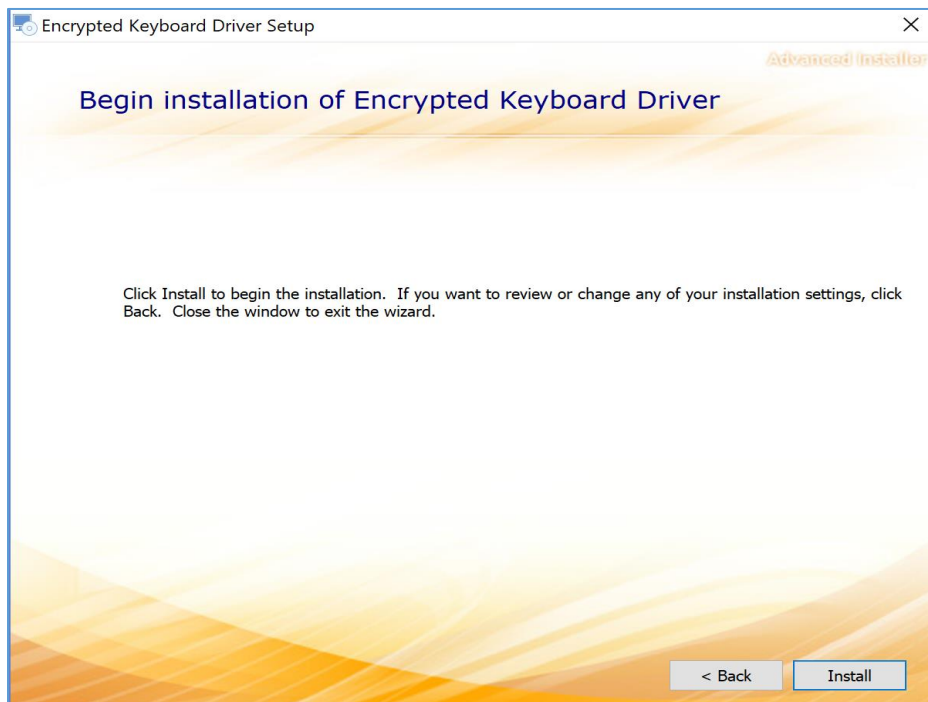 Encrypted Keyboard Driver Setup
Advanced Installer
Begin installation of Encrypted Keyboard Driver
Click Install to begin the installation. If you want to review or change any of your installation settings, click
Back. Close the window to exit the wizard.
< Back
Install